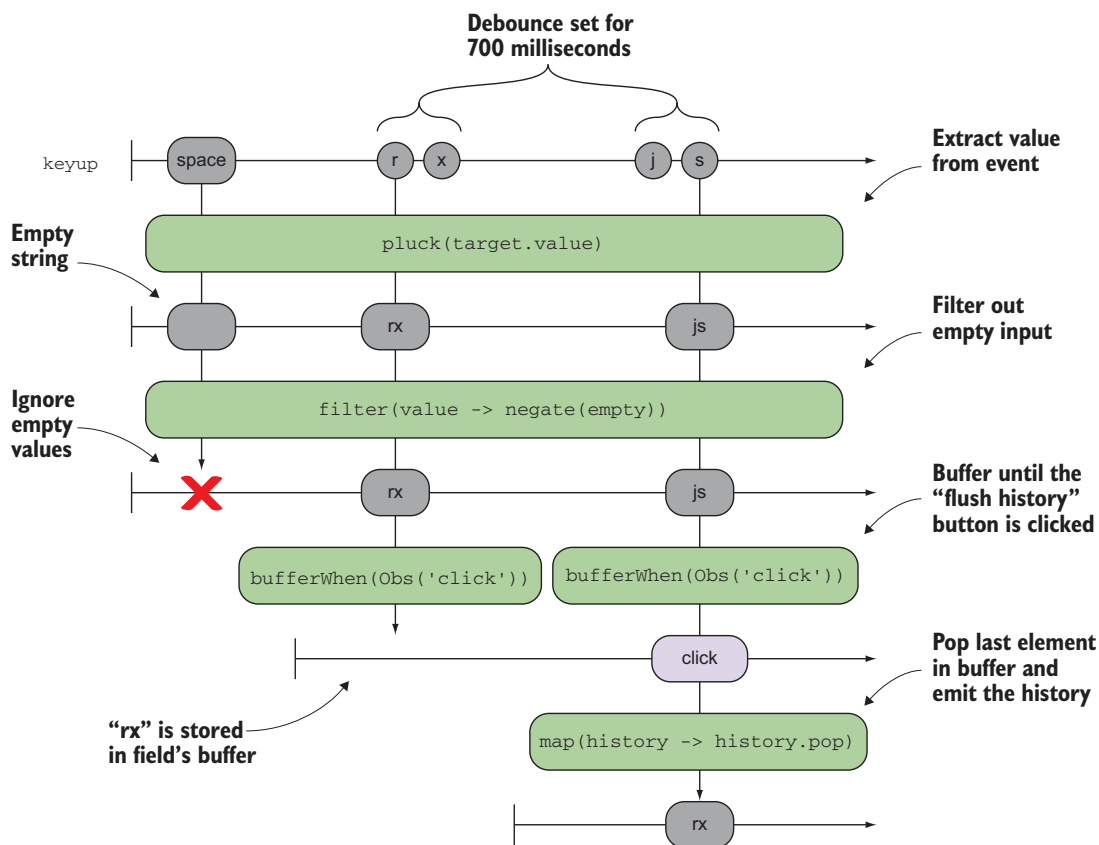 Debounce set for
700 milliseconds
keyup
space
r
x
j
s
Extract value
from event
pluck(target.value)
Empty
string
rx
js
Filter out
empty input
filter(value -> negate(empty))
Ignore
empty
values
rx
js
Buffer until the
“flush history”
button is clicked
bufferWhen(Obs('click'))
bufferWhen(Obs('click'))
click
Pop last element
in buffer and
emit the history
“rx” is stored
in field’s buffer
map(history -> history.pop)
rx